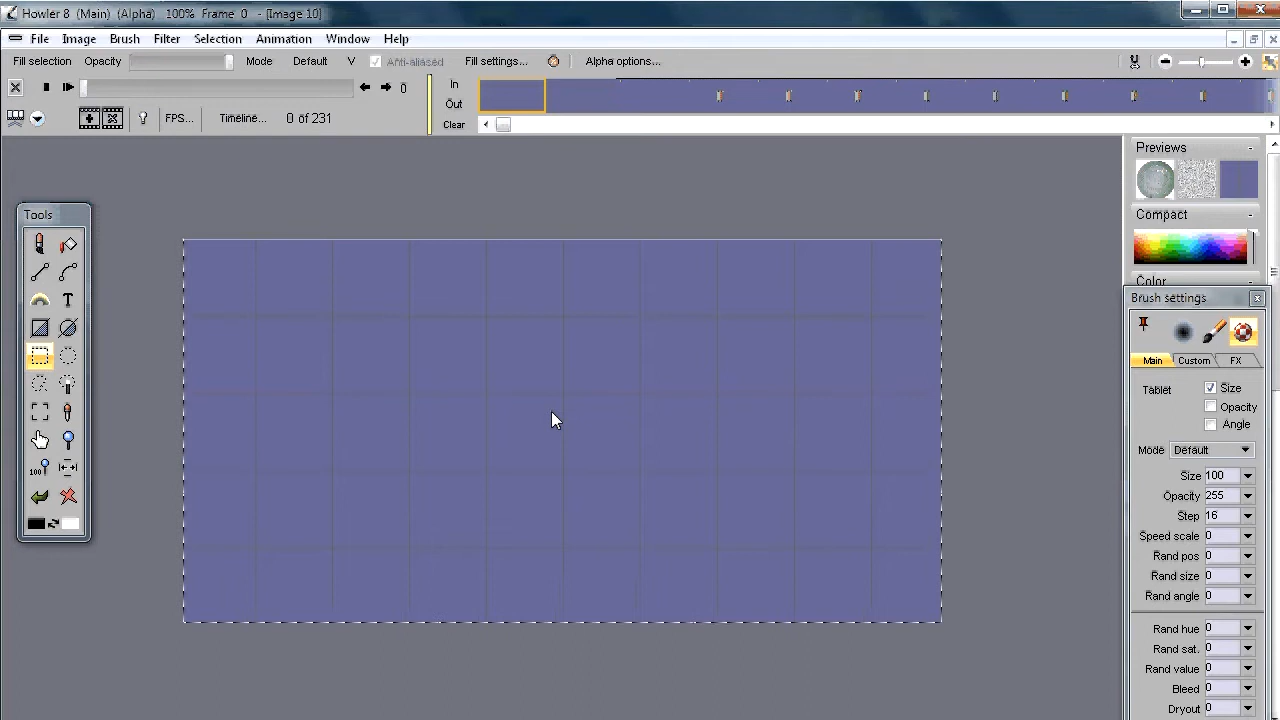 Howler 8 (Main) (Alpha) 100% Frame 0 - [Image 10]
File Image Brush Filter Selection Animation Window Help
Fill selection Opacity Mode Default V Anti-aliased Fill settings... Alpha options...
In
0
Out
FPS... Timeline... 0 of 231
Clear
Previews
Tools
Compact
Color
Brush settings
T
Main Custom FX
Tablet Size
Opacity
Angle
Mode Default
Size 100
Opacity 255
100
Step 16
Speed scale 0
Rand pos 0
Rand size 0
Rand angle 0
Rand hue 0
Rand sat. 0
Rand value 0
Bleed 0
Dryout 0